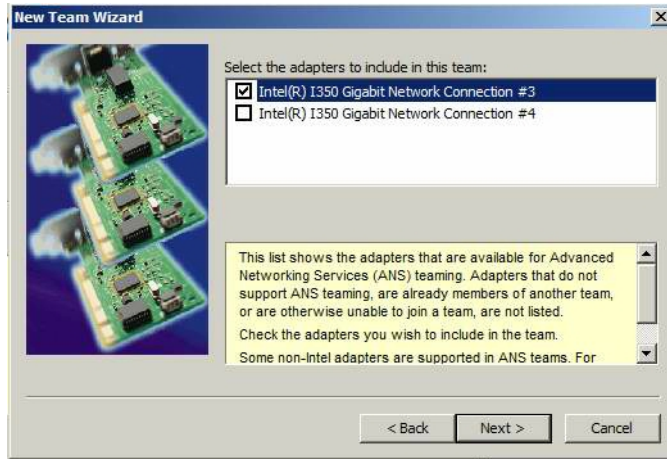 New Team Wizard
Select the adapters to include in this team:
Intel(R) I350 Gigabit Network Connection #3
Intel(R) I350 Gigabit Network Connection #4
This list shows the adapters that are available for Advanced
Networking Services (ANS) teaming. Adapters that do not
support ANS teaming, are already members of another team,
or are otherwise unable to join a team, are not listed.
Check the adapters you wish to include in the team.
Some non-Intel adapters are supported in ANS teams. For
< Back
Next >
Cancel